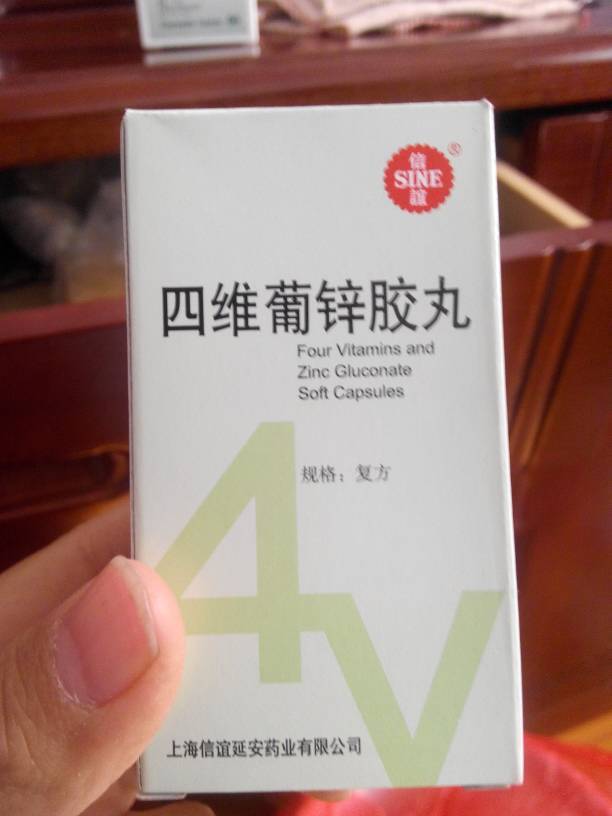 信
SINE
誼
®
四维葡锌胶丸
Four Vitamins and
Zinc Gluconate
Soft Capsules
规格：复方
4V
上海信谊延安药业有限公司